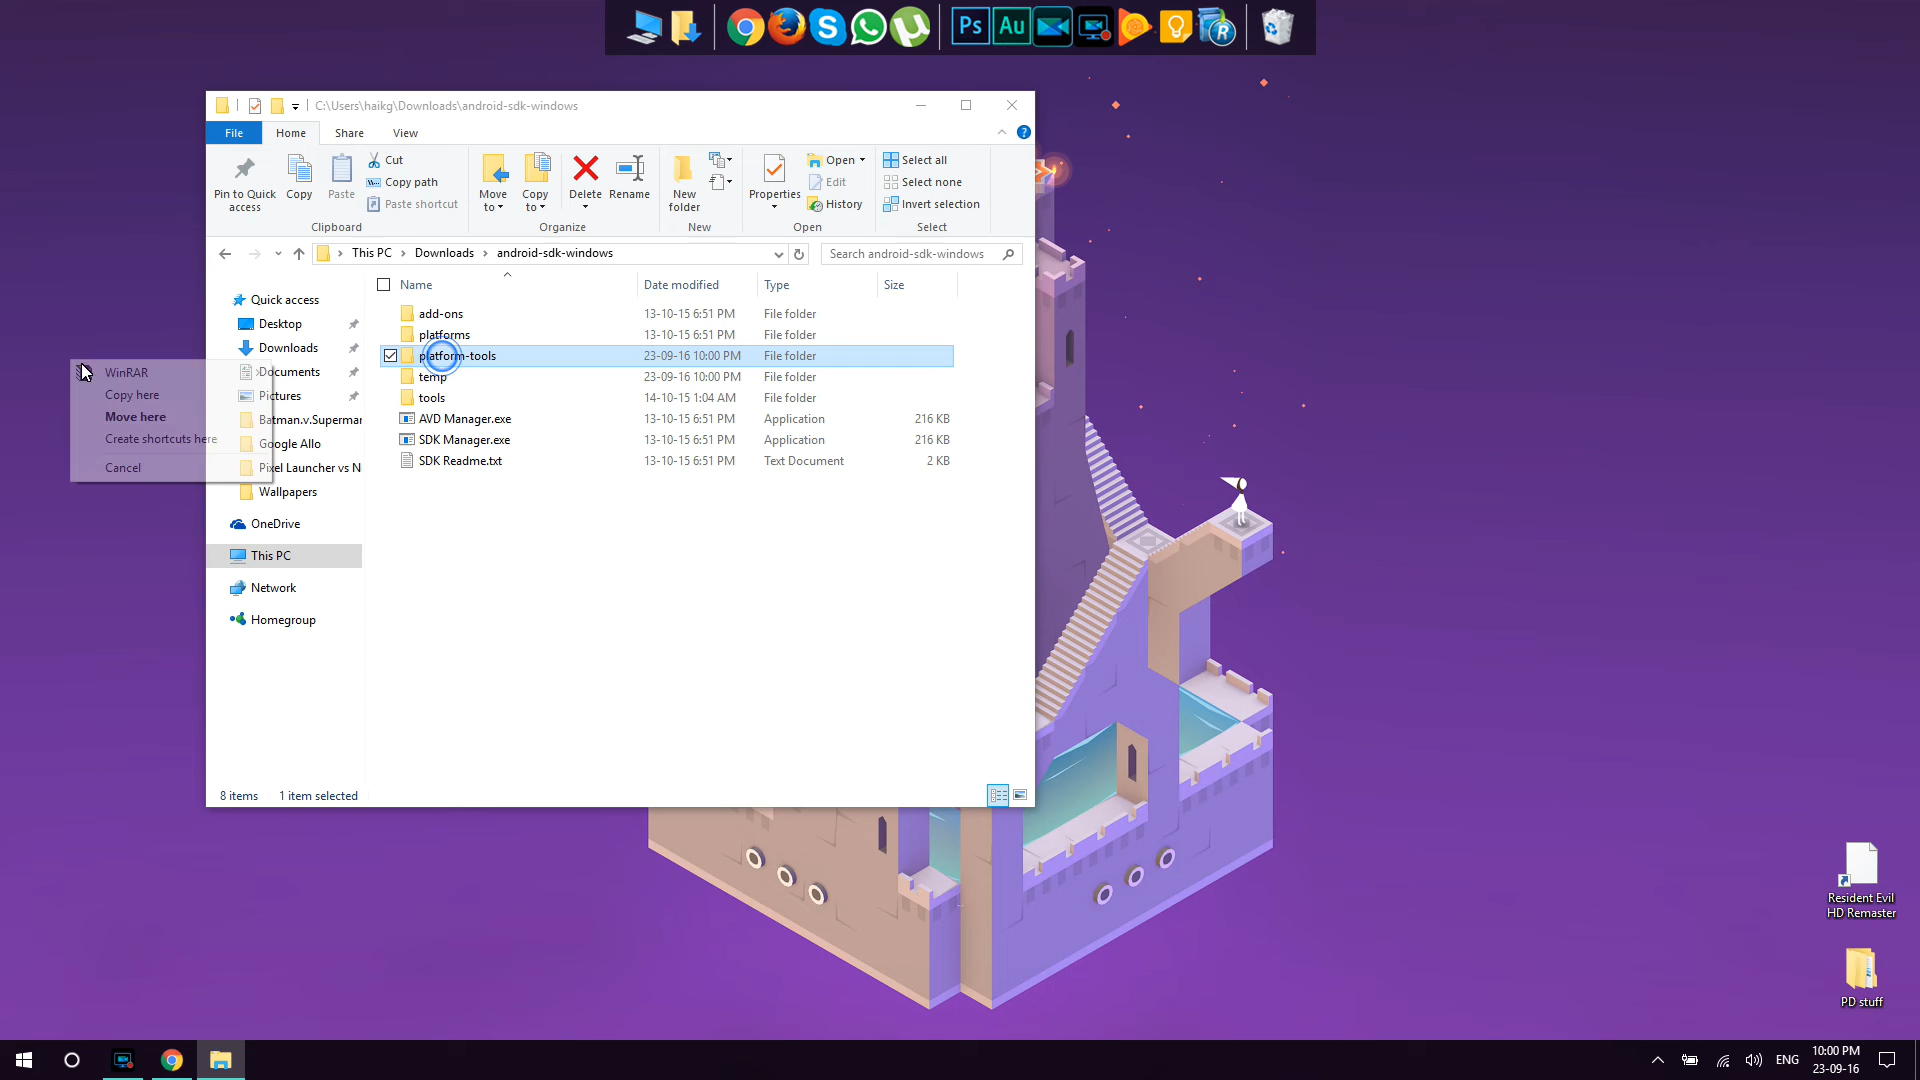 Ps Au
C:\Users\haikg\Downloads\android-sdk-windows
File Home Share View
Pin to Quick access
Copy
Paste
Cut
Copy path
Paste shortcut
Clipboard
Move to
Copy to
Delete
Rename
Organize
New folder
New
Properties
Open
Edit
History
Open
Select all
Select none
Invert selection
Select
This PC Downloads android-sdk-windows
Search android-sdk-windows
Name Date modified Type Size
add-ons 13-10-15 6:51 PM File folder
platforms 13-10-15 6:51 PM File folder
platform-tools 23-09-16 10:00 PM File folder
temp 23-09-16 10:00 PM File folder
tools 14-10-15 1:04 AM File folder
AVD Manager.exe 13-10-15 6:51 PM Application 216 KB
SDK Manager.exe 13-10-15 6:51 PM Application 216 KB
SDK Readme.txt 13-10-15 6:51 PM Text Document 2 KB
Quick access
Desktop
Downloads
Documents
Pictures
Batman.v.Superman
Google Allo
Pixel Launcher vs N
Wallpapers
OneDrive
This PC
Network
Homegroup
WinRAR
Copy here
Move here
Create shortcuts here
Cancel
8 items 1 item selected
Resident Evil
HD Remaster
PD stuff
ENG
10:00 PM
23-09-16